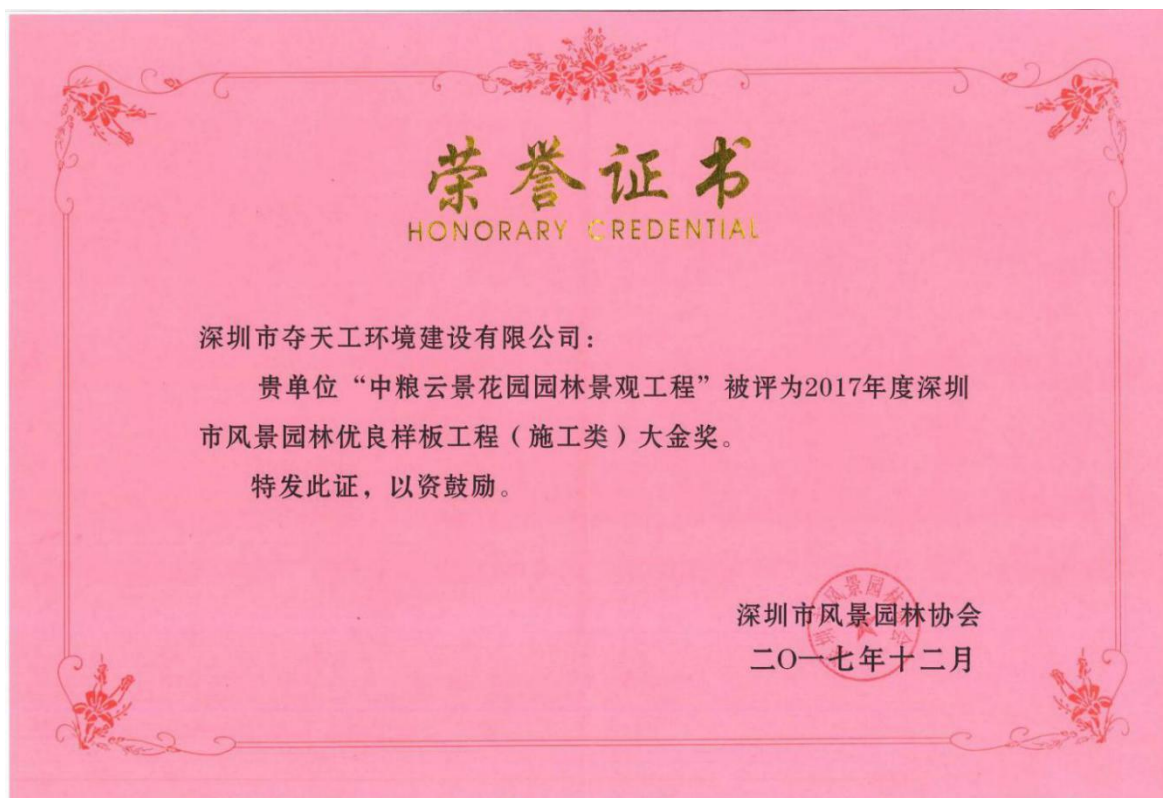 荣誉证书
HONORARY CREDENTIAL
深圳市夺天工环境建设有限公司：
贵单位“中粮云景花园园林景观工程”被评为2017年度深圳
市风景园林优良样板工程（施工类）大金奖。
特发此证，以资鼓励。
深圳市风景园林协会
二O一七年十二月